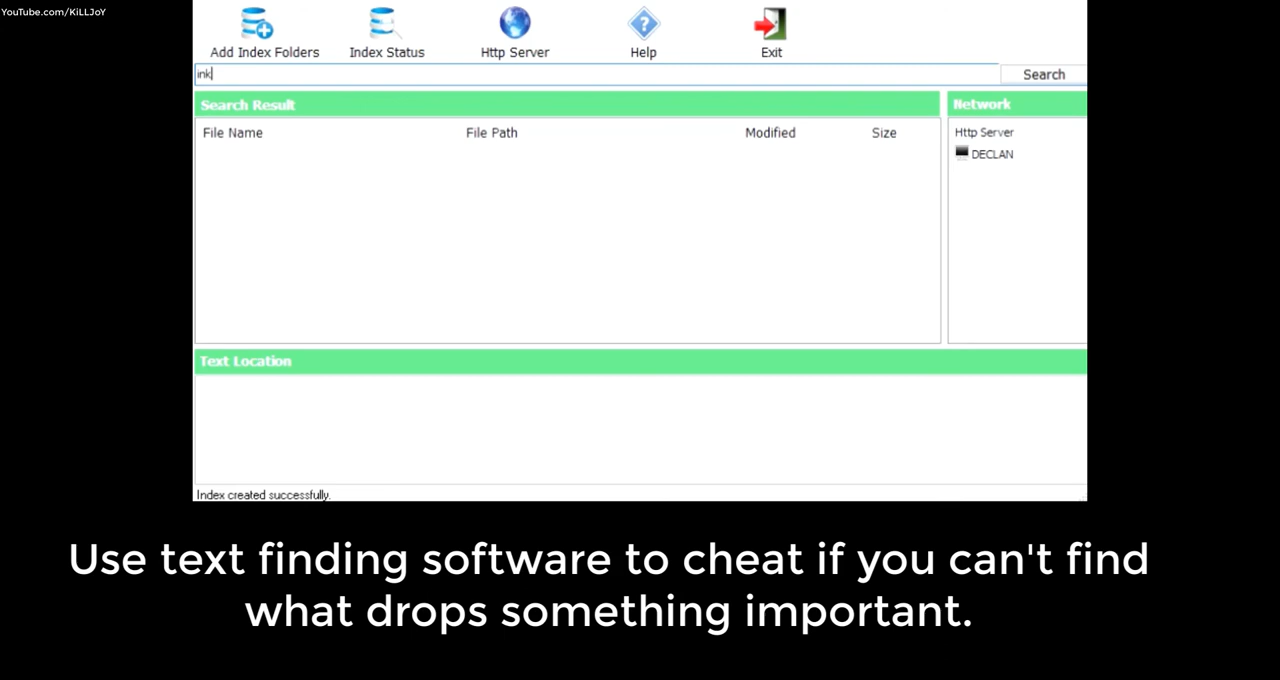 YouTube.com/KiLLJoY
Add Index Folders Index Status Http Server Help Exit
ink Search
Search Result Network
File Name File Path Modified Size Http Server
DECLAN
Text Location
Index created successfully.
Use text finding software to cheat if you can't find
what drops something important.